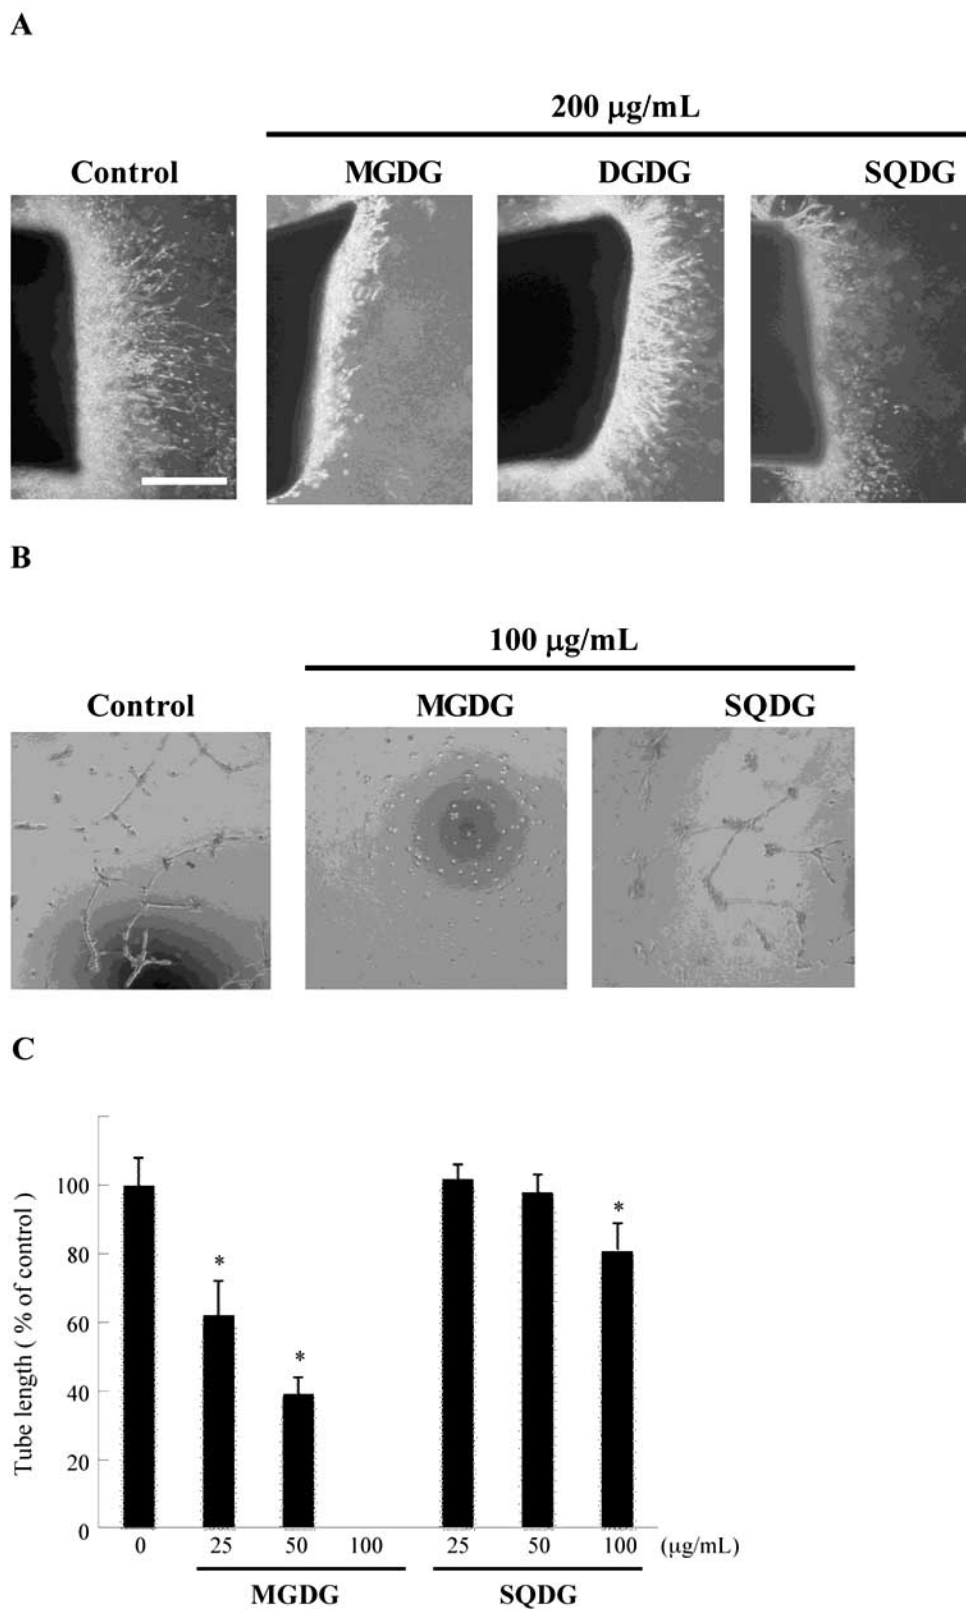 A
200 μg/mL
Control MGDG DGDG SQDG
B
100 μg/mL
Control MGDG SQDG
C
Tube length ( % of control )
100
80
60
40
20
0
*
*
*
0 25 50 100 25 50 100 (μg/mL)
MGDG SQDG